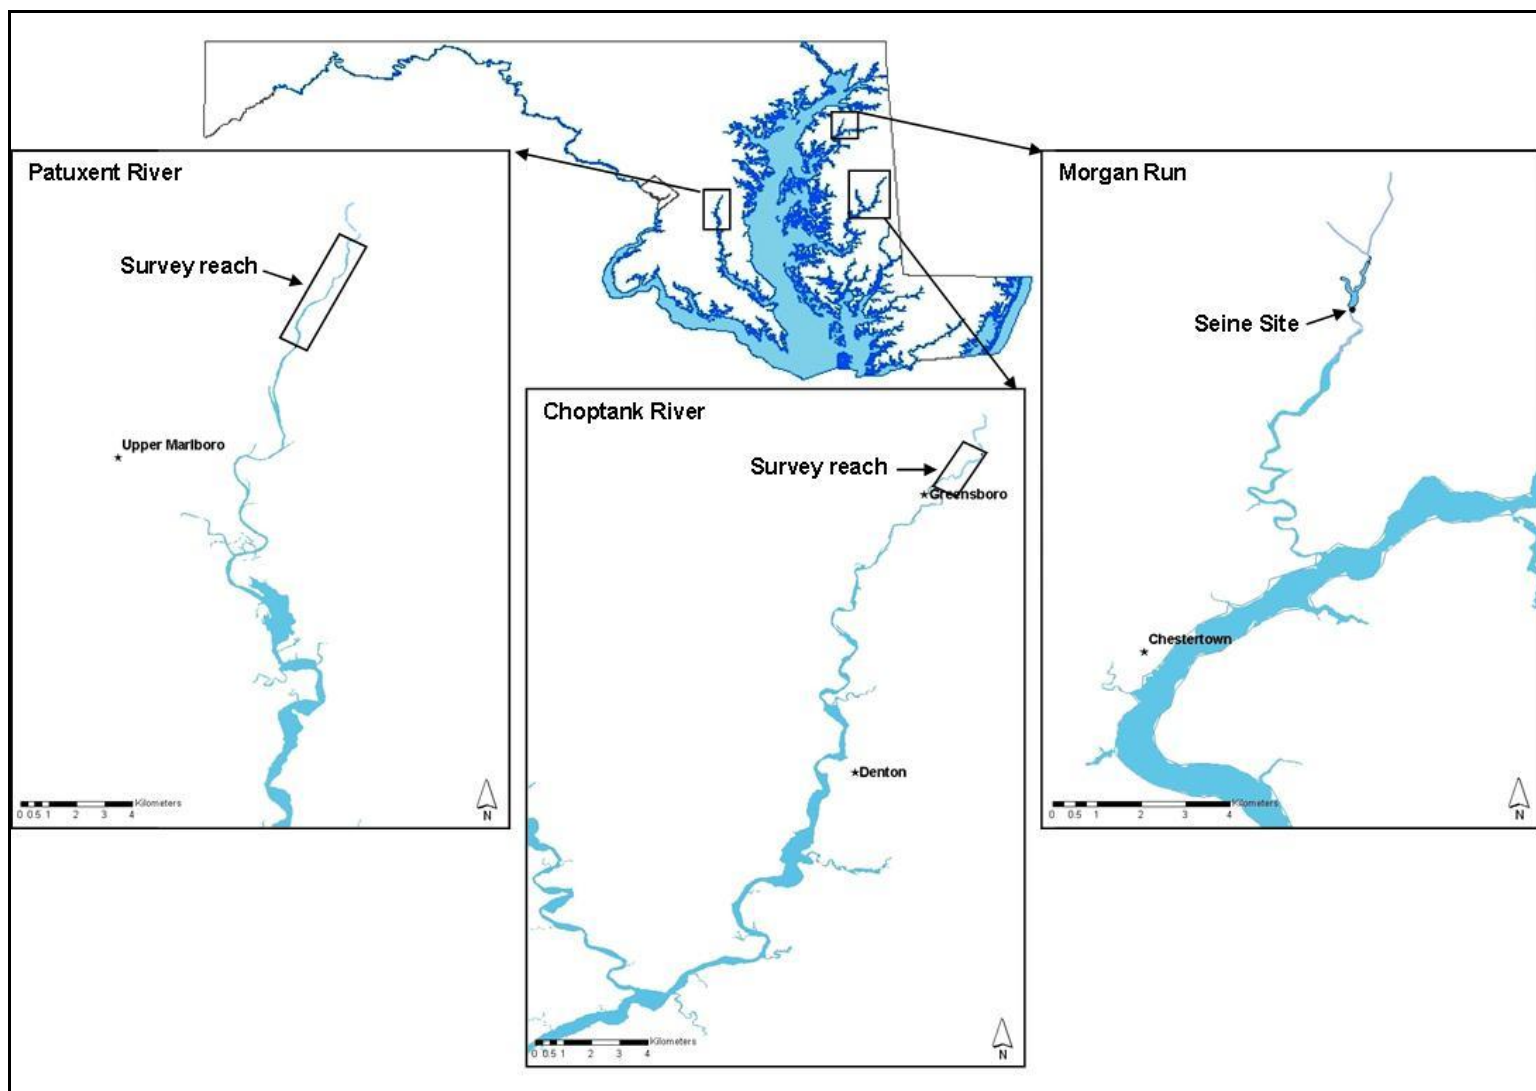 Patuxent River
Survey reach
Upper Marlboro
0 0.5 1 2 3 4
Kilometers
N
Choptank River
Survey reach
Greensboro
Denton
0 0.5 1 2 3 4
Kilometers
N
Morgan Run
Seine Site
Chestertown
0 0.5 1 2 3 4
Kilometers
N